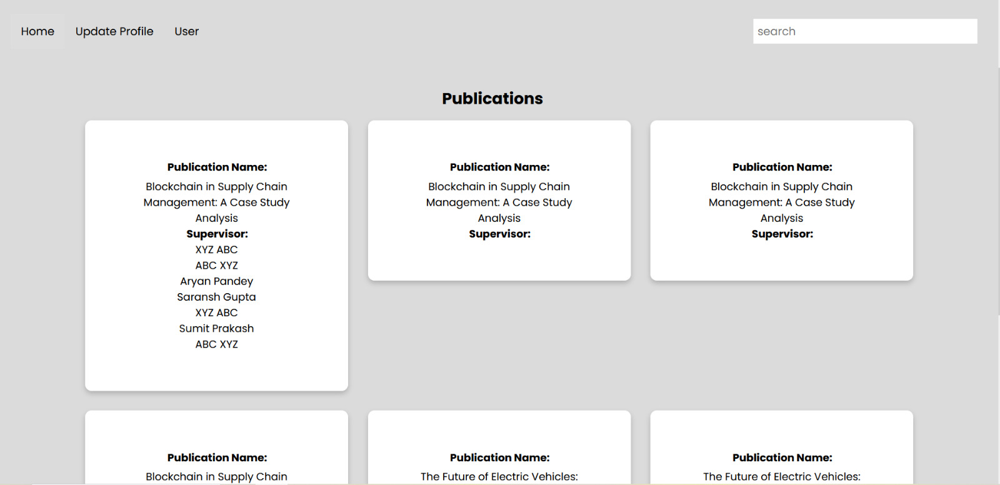 Home Update Profile User search
Publications
Publication Name:
Blockchain in Supply Chain
Management: A Case Study
Analysis
Supervisor:
XYZ ABC
ABC XYZ
Aryan Pandey
Saransh Gupta
XYZ ABC
Sumit Prakash
ABC XYZ
Publication Name:
Blockchain in Supply Chain
Management: A Case Study
Analysis
Supervisor:
Publication Name:
Blockchain in Supply Chain
Management: A Case Study
Analysis
Supervisor:
Publication Name:
Blockchain in Supply Chain
Publication Name:
The Future of Electric Vehicles:
Publication Name:
The Future of Electric Vehicles: